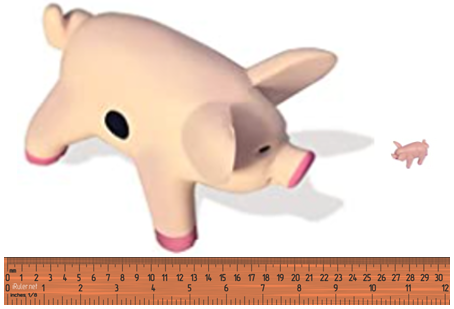 mm
0 1 2 3 4 5 6 7 8 9 10 11 12 13 14 15 16 17 18 19 20 21 22 23 24 25 26 27 28 29 30
0 Ruler.net 1 2 3 4 5 6 7 8 9 10 11 12
inches, 1/8